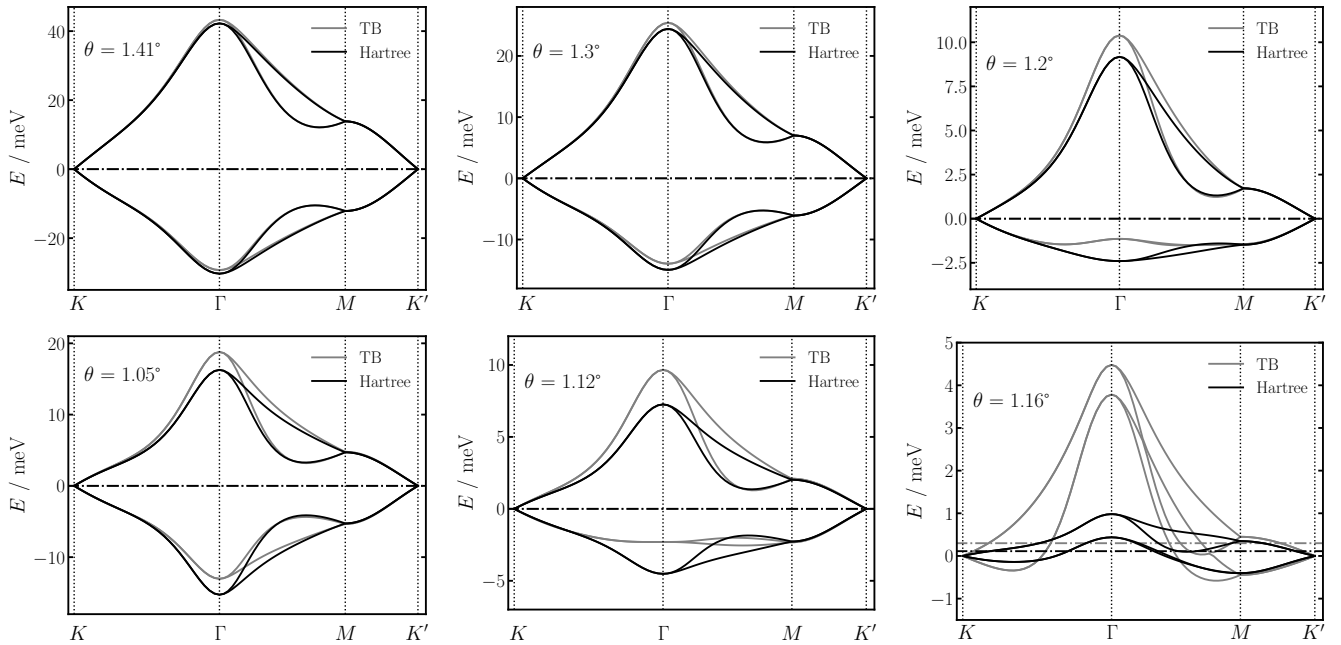 E / meV
40
20
0
−20
θ = 1.41°
TB
Hartree
K Γ M K′
E / meV
20
10
0
−10
θ = 1.3°
TB
Hartree
K Γ M K′
E / meV
10.0
7.5
5.0
2.5
0.0
−2.5
θ = 1.2°
TB
Hartree
K Γ M K′
E / meV
20
10
0
−10
θ = 1.05°
TB
Hartree
K Γ M K′
E / meV
10
5
0
−5
θ = 1.12°
TB
Hartree
K Γ M K′
E / meV
5
4
3
2
1
0
−1
θ = 1.16°
TB
Hartree
K Γ M K′